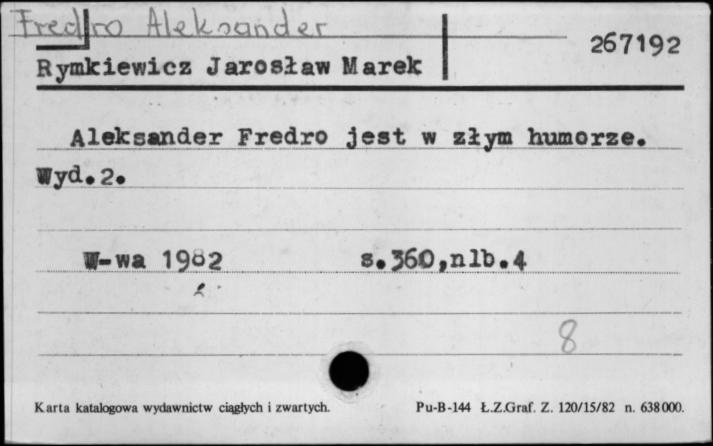 Fredro Aleksander
267192
Rymkiewicz Jarosław Marek
Aleksander Fredro jest w złym humorze.
Wyd.2.
W-wa 1982 s.360,nlb.4
8
Karta katalogowa wydawnictw ciągłych i zwartych. Pu-B-144 Ł.Z.Graf. Z. 120/15/82 n. 638000.